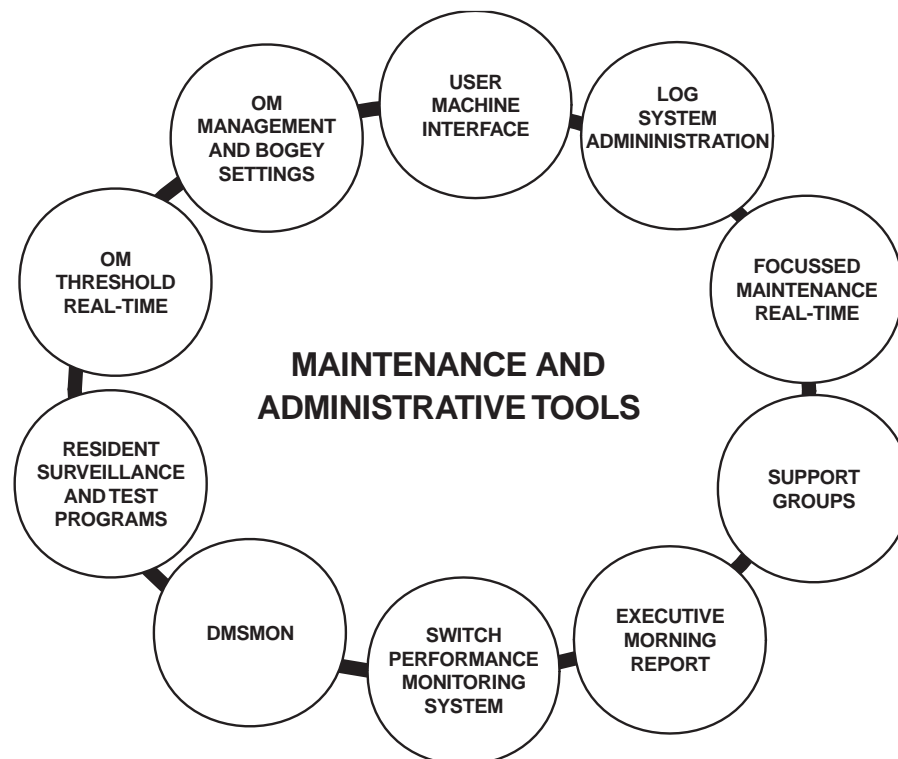 USER
MACHINE
INTERFACE
LOG
SYSTEM
ADMININISTRATION
FOCUSSED
MAINTENANCE
REAL-TIME
SUPPORT
GROUPS
EXECUTIVE
MORNING
REPORT
SWITCH
PERFORMANCE
MONITORING
SYSTEM
DMSMON
RESIDENT
SURVEILLANCE
AND TEST
PROGRAMS
OM
THRESHOLD
REAL-TIME
OM
MANAGEMENT
AND BOGEY
SETTINGS
MAINTENANCE AND
ADMINISTRATIVE TOOLS